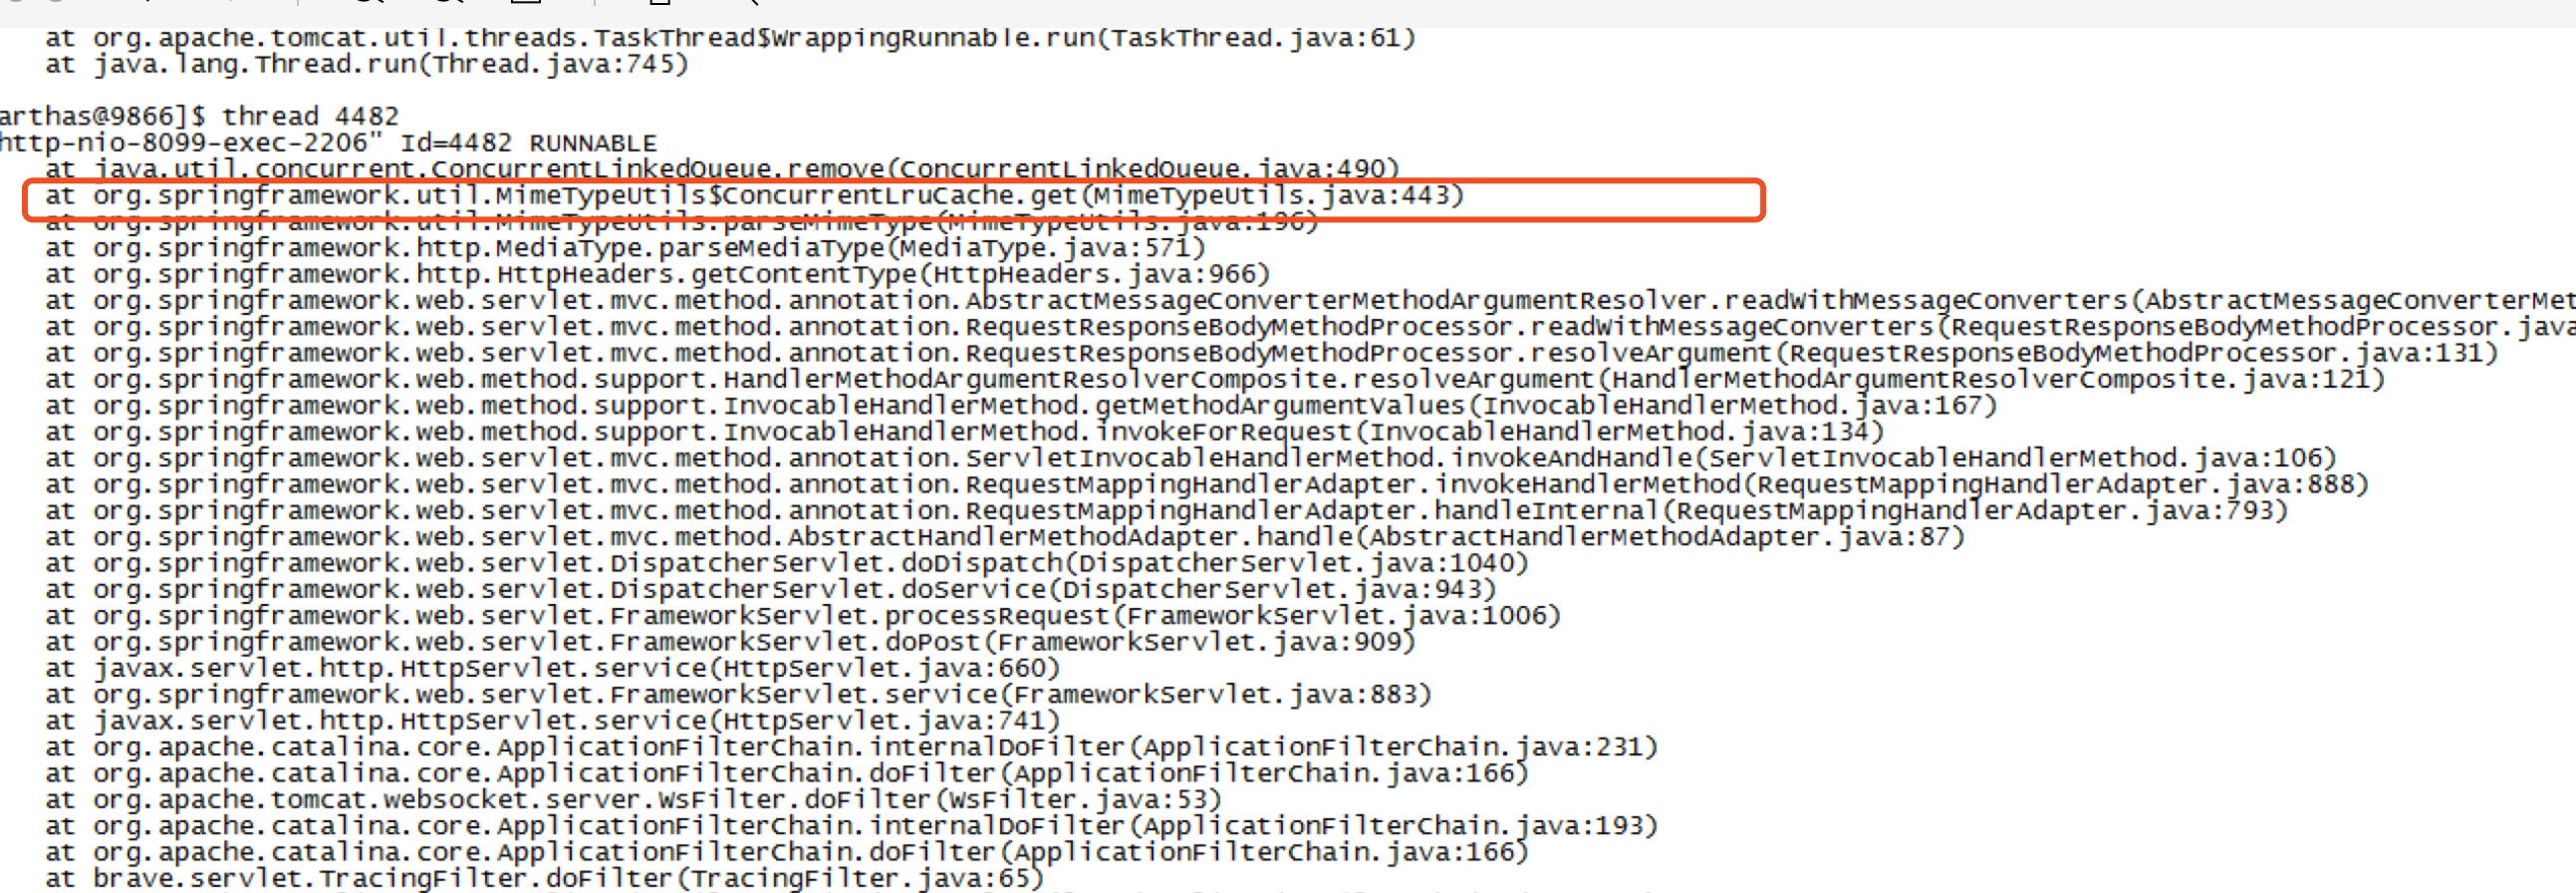 at org.apache.tomcat.util.threads.TaskThread$WrappingRunnable.run(TaskThread.java:61)
at java.lang.Thread.run(Thread.java:745)
arthas@9866]$ thread 4482
http-nio-8099-exec-2206" Id=4482 RUNNABLE
at java.util.concurrent.ConcurrentLinkedQueue.remove(ConcurrentLinkedQueue.java:490)
at org.springframework.util.MimeTypeUtils$ConcurrentLruCache.get(MimeTypeUtils.java:443)
at org.springframework.util.MimeTypeUtils.parseMimeType(MimeTypeUtils.java:196)
at org.springframework.http.MediaType.parseMediaType(MediaType.java:571)
at org.springframework.http.HttpHeaders.getContentType(HttpHeaders.java:966)
at org.springframework.web.servlet.mvc.method.annotation.AbstractMessageConverterMethodArgumentResolver.readWithMessageConverters(AbstractMessageConverterMet
at org.springframework.web.servlet.mvc.method.annotation.RequestResponseBodyMethodProcessor.readWithMessageConverters(RequestResponseBodyMethodProcessor.java
at org.springframework.web.servlet.mvc.method.annotation.RequestResponseBodyMethodProcessor.resolveArgument(RequestResponseBodyMethodProcessor.java:131)
at org.springframework.web.method.support.HandlerMethodArgumentResolverComposite.resolveArgument(HandlerMethodArgumentResolverComposite.java:121)
at org.springframework.web.method.support.InvocableHandlerMethod.getMethodArgumentValues(InvocableHandlerMethod.java:167)
at org.springframework.web.method.support.InvocableHandlerMethod.invokeForRequest(InvocableHandlerMethod.java:134)
at org.springframework.web.servlet.mvc.method.annotation.ServletInvocableHandlerMethod.invokeAndHandle(ServletInvocableHandlerMethod.java:106)
at org.springframework.web.servlet.mvc.method.annotation.RequestMappingHandlerAdapter.invokeHandlerMethod(RequestMappingHandlerAdapter.java:888)
at org.springframework.web.servlet.mvc.method.annotation.RequestMappingHandlerAdapter.handleInternal(RequestMappingHandlerAdapter.java:793)
at org.springframework.web.servlet.mvc.method.AbstractHandlerMethodAdapter.handle(AbstractHandlerMethodAdapter.java:87)
at org.springframework.web.servlet.DispatcherServlet.doDispatch(DispatcherServlet.java:1040)
at org.springframework.web.servlet.DispatcherServlet.doService(DispatcherServlet.java:943)
at org.springframework.web.servlet.FrameworkServlet.processRequest(FrameworkServlet.java:1006)
at org.springframework.web.servlet.FrameworkServlet.doPost(FrameworkServlet.java:909)
at javax.servlet.http.HttpServlet.service(HttpServlet.java:660)
at org.springframework.web.servlet.FrameworkServlet.service(FrameworkServlet.java:883)
at javax.servlet.http.HttpServlet.service(HttpServlet.java:741)
at org.apache.catalina.core.ApplicationFilterChain.internalDoFilter(ApplicationFilterChain.java:231)
at org.apache.catalina.core.ApplicationFilterChain.doFilter(ApplicationFilterChain.java:166)
at org.apache.tomcat.websocket.server.WsFilter.doFilter(WsFilter.java:53)
at org.apache.catalina.core.ApplicationFilterChain.internalDoFilter(ApplicationFilterChain.java:193)
at org.apache.catalina.core.ApplicationFilterChain.doFilter(ApplicationFilterChain.java:166)
at brave.servlet.TracingFilter.doFilter(TracingFilter.java:65)